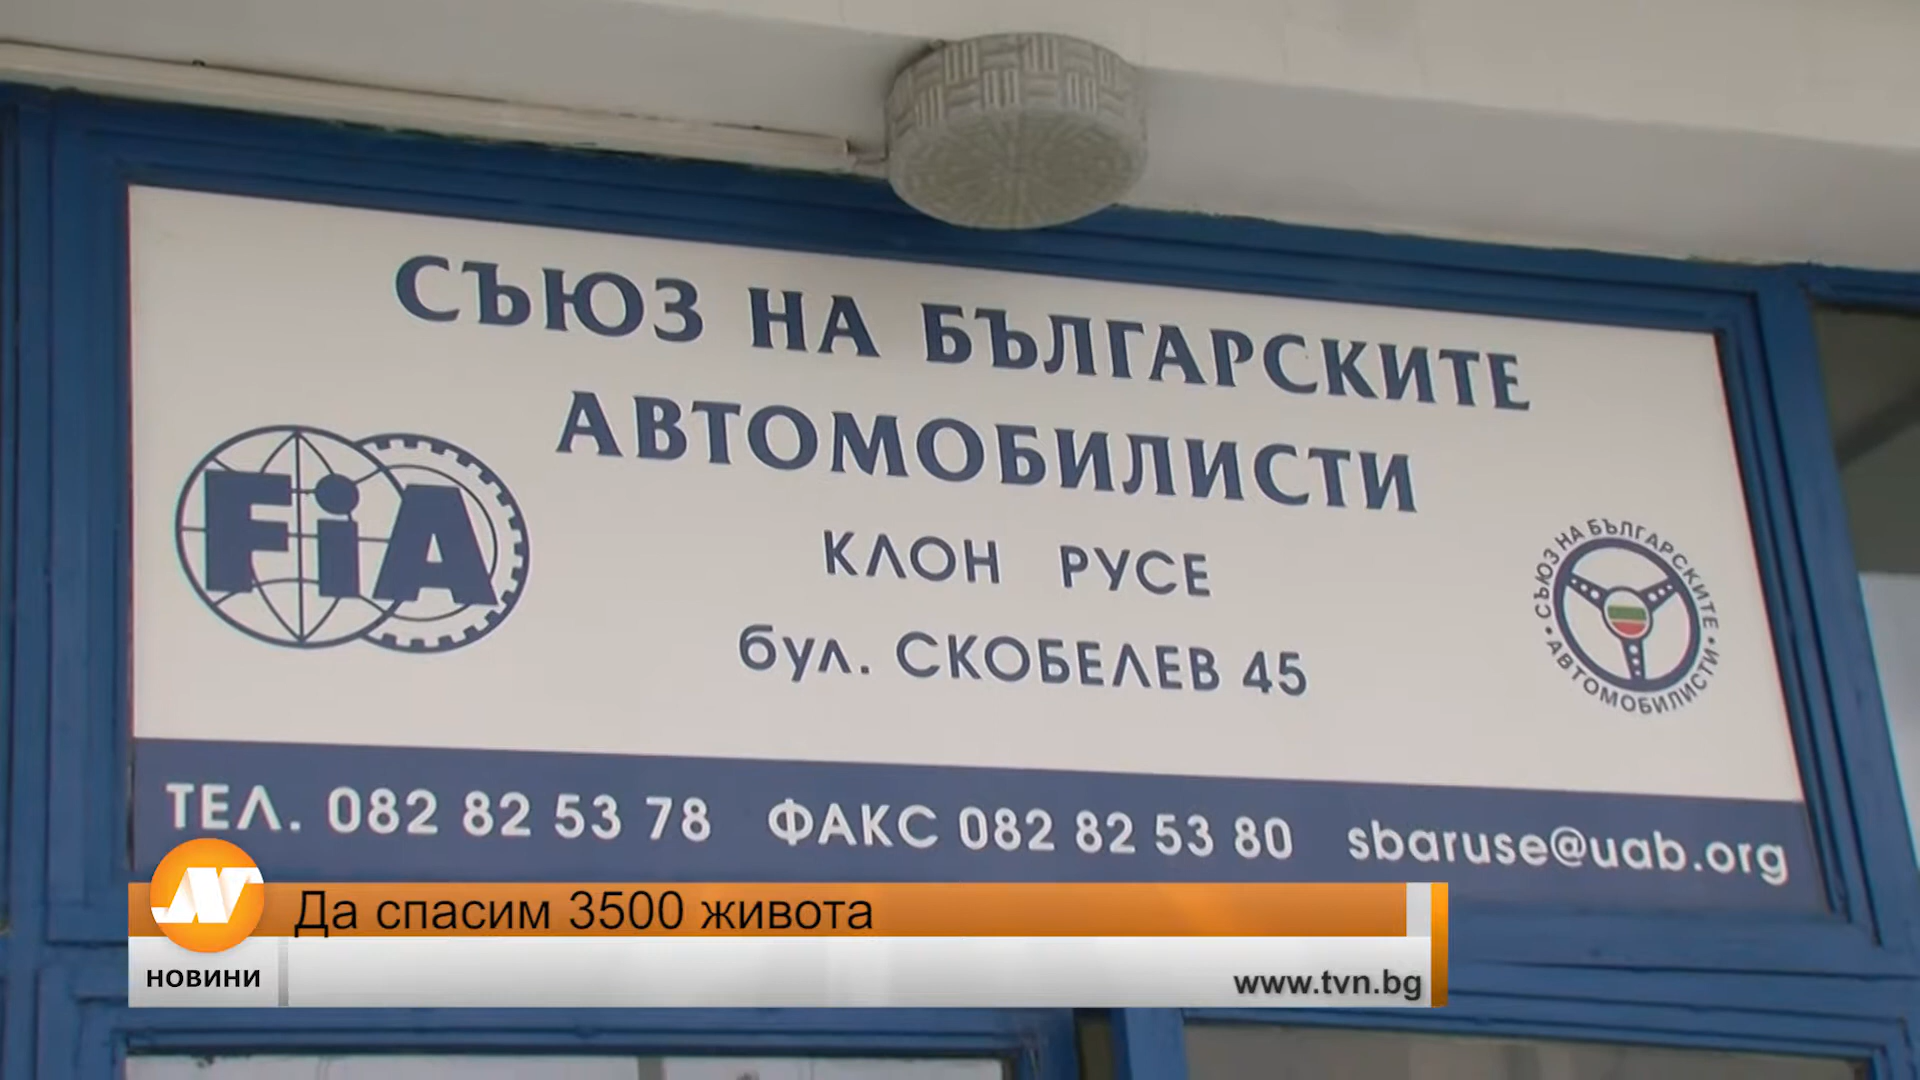 СЪЮЗ НА БЪЛГАРСКИТЕ
АВТОМОБИЛИСТИ
FiA
КЛОН РУСЕ
бул. СКОБЕЛЕВ 45
• СЪЮЗ НА БЪЛГАРСКИТЕ •
АВТОМОБИЛИСТИ
ТЕЛ. 082 82 53 78 ФАКС 082 82 53 80 sbaruse@uab.org
Да спасим 3500 живота
НОВИНИ
www.tvn.bg